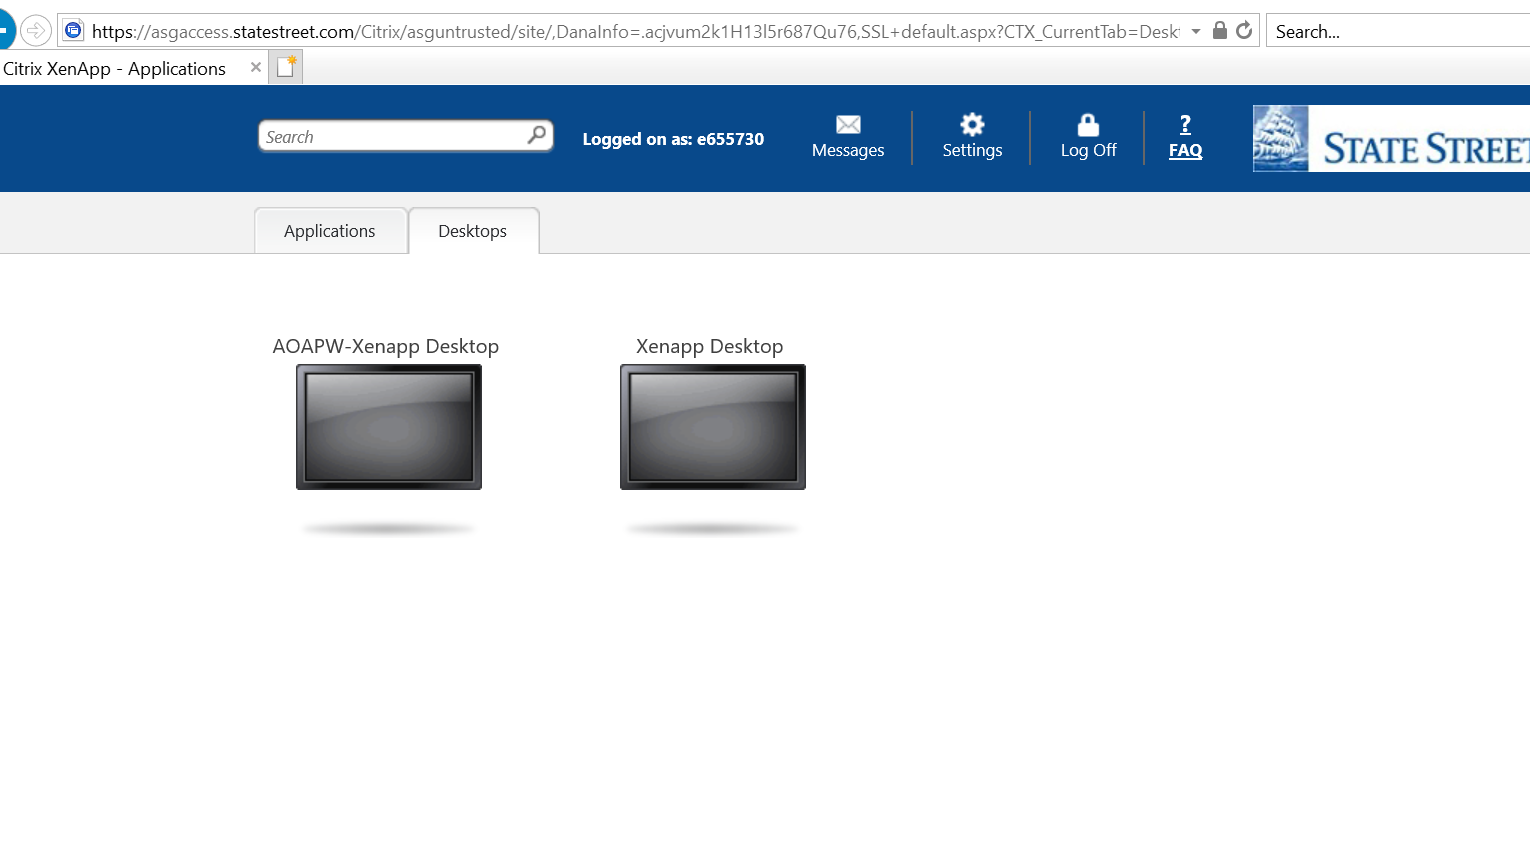 https://asgaccess.statestreet.com/Citrix/asguntrusted/site/,DanaInfo=.acjvum2k1H13l5r687Qu76,SSL+default.aspx?CTX_CurrentTab=Deskt
Search...
Citrix XenApp - Applications
Search
Logged on as: e655730
Messages
Settings
Log Off
?
FAQ
STATE STREET
Applications
Desktops
AOAPW-Xenapp Desktop
Xenapp Desktop